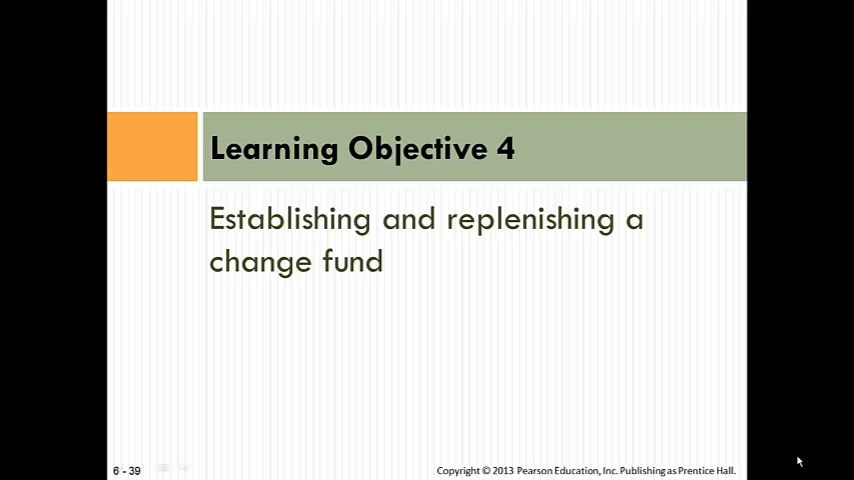 Learning Objective 4
Establishing and replenishing a
change fund
6 - 39
Copyright © 2013 Pearson Education, Inc. Publishing as Prentice Hall.